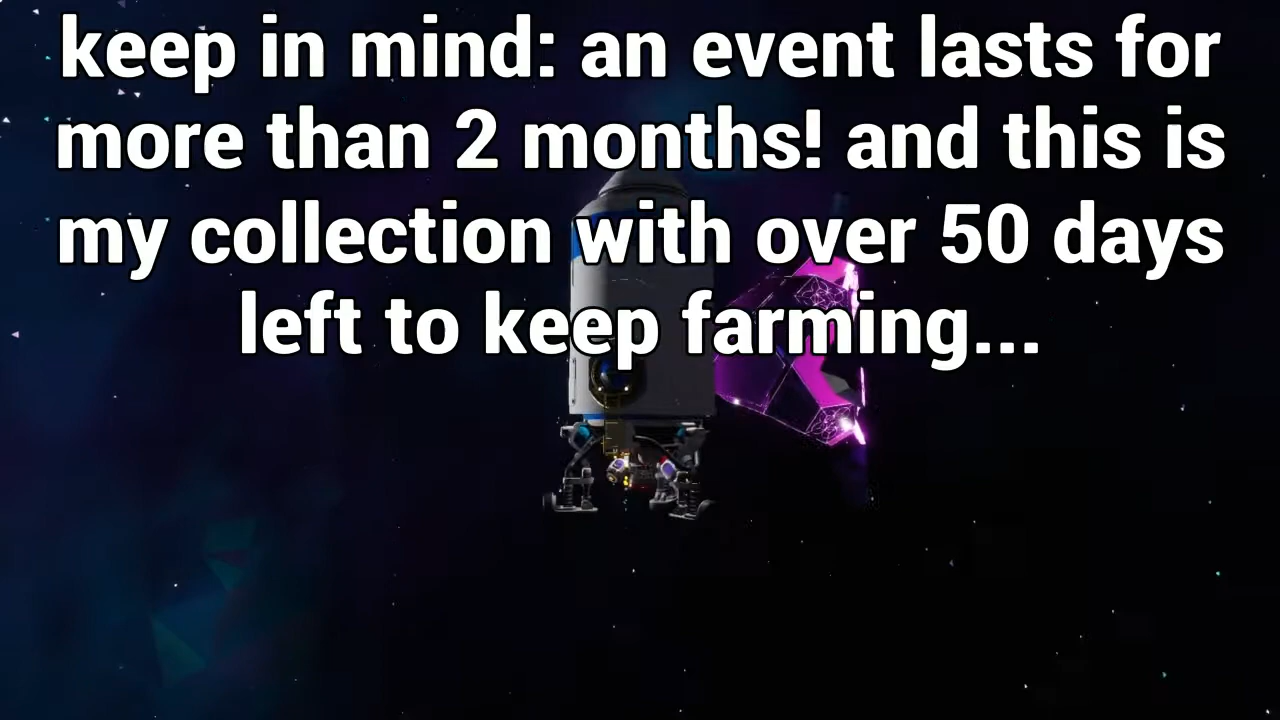 keep in mind: an event lasts for
more than 2 months! and this is
my collection with over 50 days
left to keep farming...